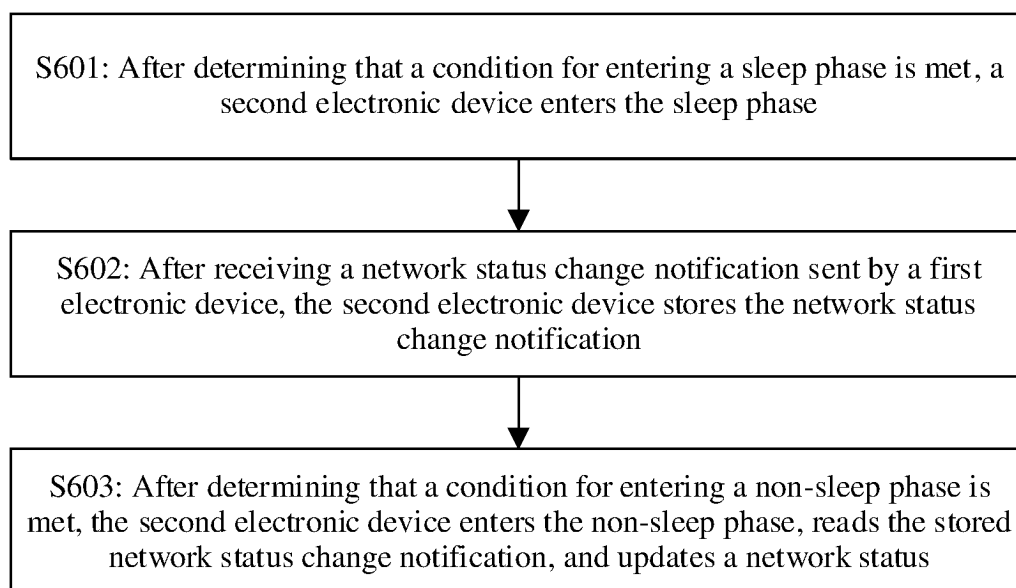 S601: After determining that a condition for entering a sleep phase is met, a
second electronic device enters the sleep phase
S602: After receiving a network status change notification sent by a first
electronic device, the second electronic device stores the network status
change notification
S603: After determining that a condition for entering a non-sleep phase is
met, the second electronic device enters the non-sleep phase, reads the stored
network status change notification, and updates a network status